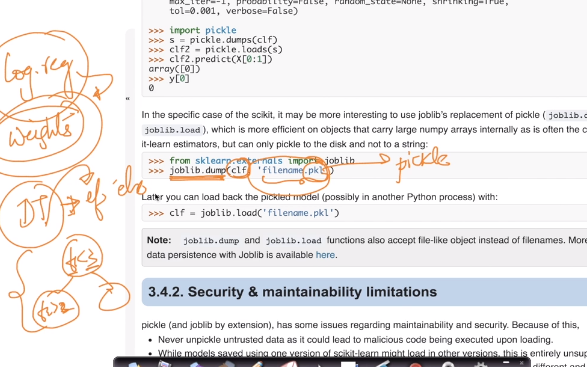 max_iter=-1, probability=False, random_state=None, shrinking=True,
tol=0.001, verbose=False)
>>> import pickle
>>> s = pickle.dumps(clf)
>>> clf2 = pickle.loads(s)
>>> clf2.predict(X[0:1])
array([0])
>>> y[0]
0
In the specific case of the scikit, it may be more interesting to use joblib's replacement of pickle ( joblib.
joblib.load ), which is more efficient on objects that carry large numpy arrays internally as is often the c
it-learn estimators, but can only pickle to the disk and not to a string:
>>> from sklearn.externals import joblib
>>> joblib.dump(clf, 'filename.pkl')
Later you can load back the pickled model (possibly in another Python process) with:
>>> clf = joblib.load('filename.pkl')
Note: joblib.dump and joblib.load functions also accept file-like object instead of filenames. More
data persistence with Joblib is available here.
3.4.2. Security & maintainability limitations
pickle (and joblib by extension), has some issues regarding maintainability and security. Because of this,
• Never unpickle untrusted data as it could lead to malicious code being executed upon loading.
• While models saved using one version of scikit-learn might load in other versions, this is entirely unsup
Log.reg
Weights
DT → if else
pickle